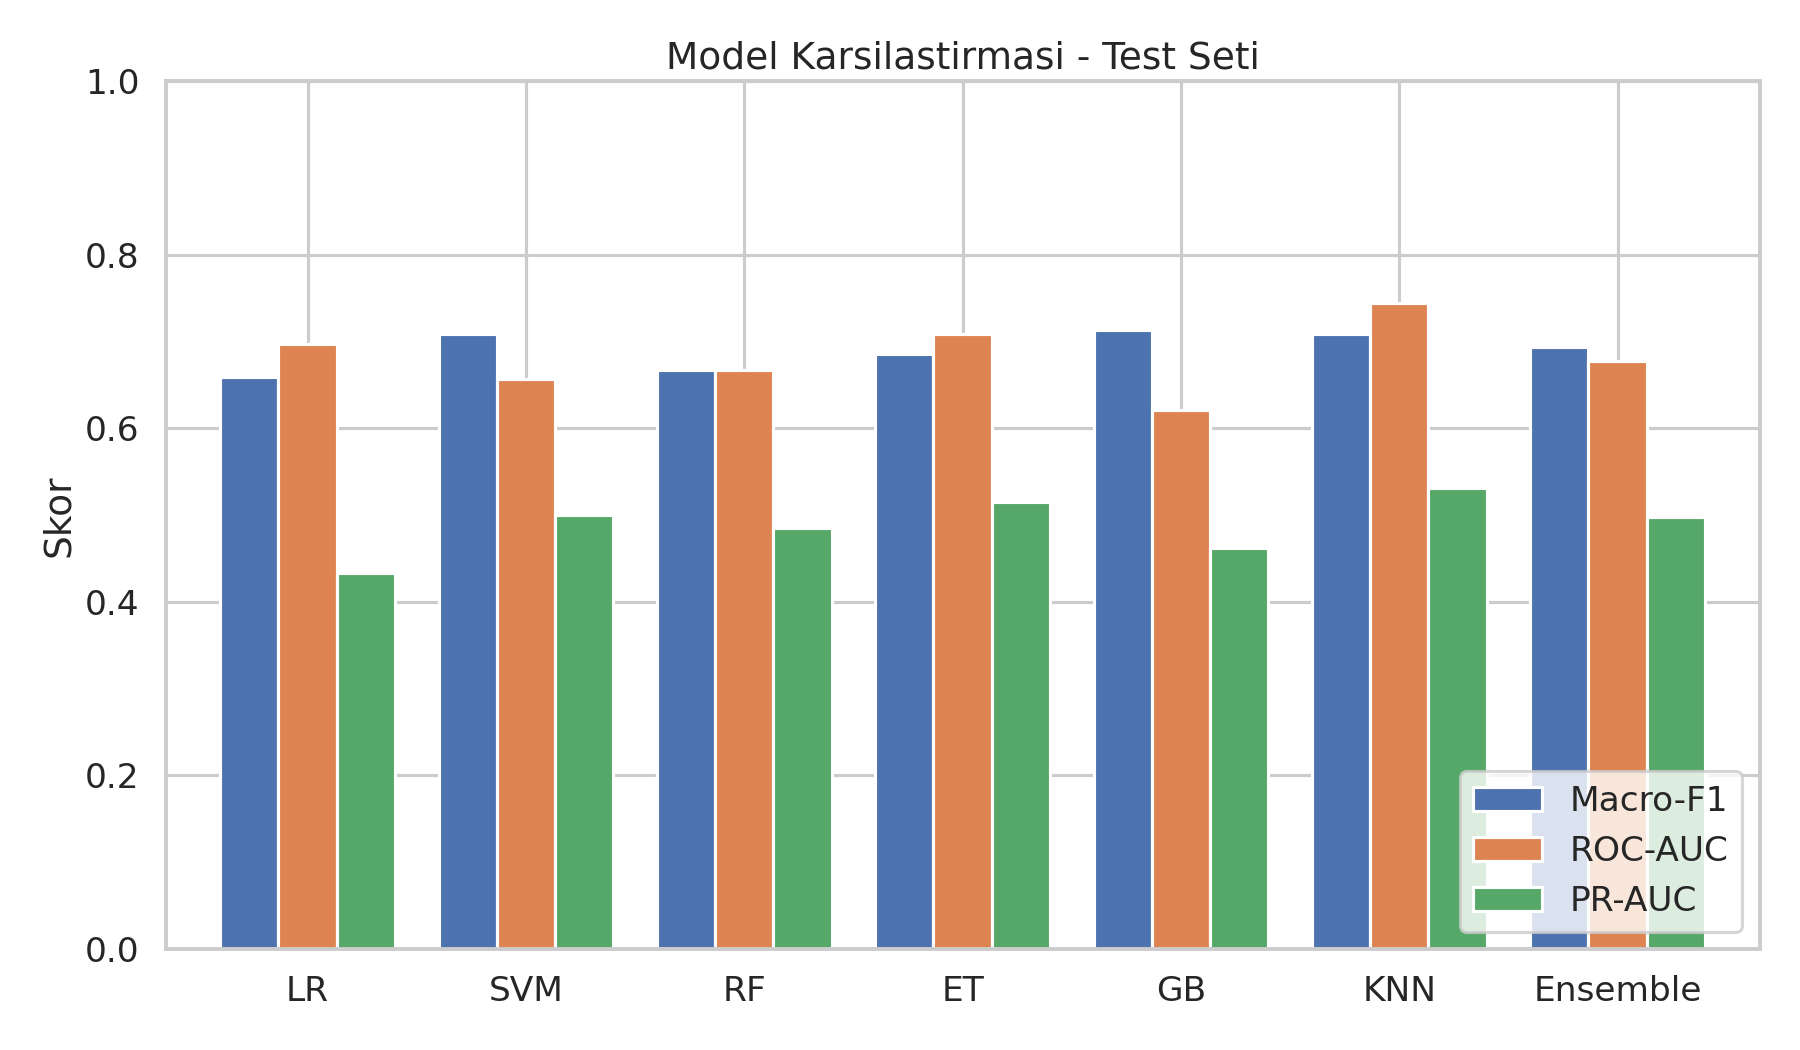 Model Karsilastirmasi - Test Seti
1.0
0.8
0.6
0.4
0.2
0.0
Skor
Macro-F1
ROC-AUC
PR-AUC
LR SVM RF ET GB KNN Ensemble